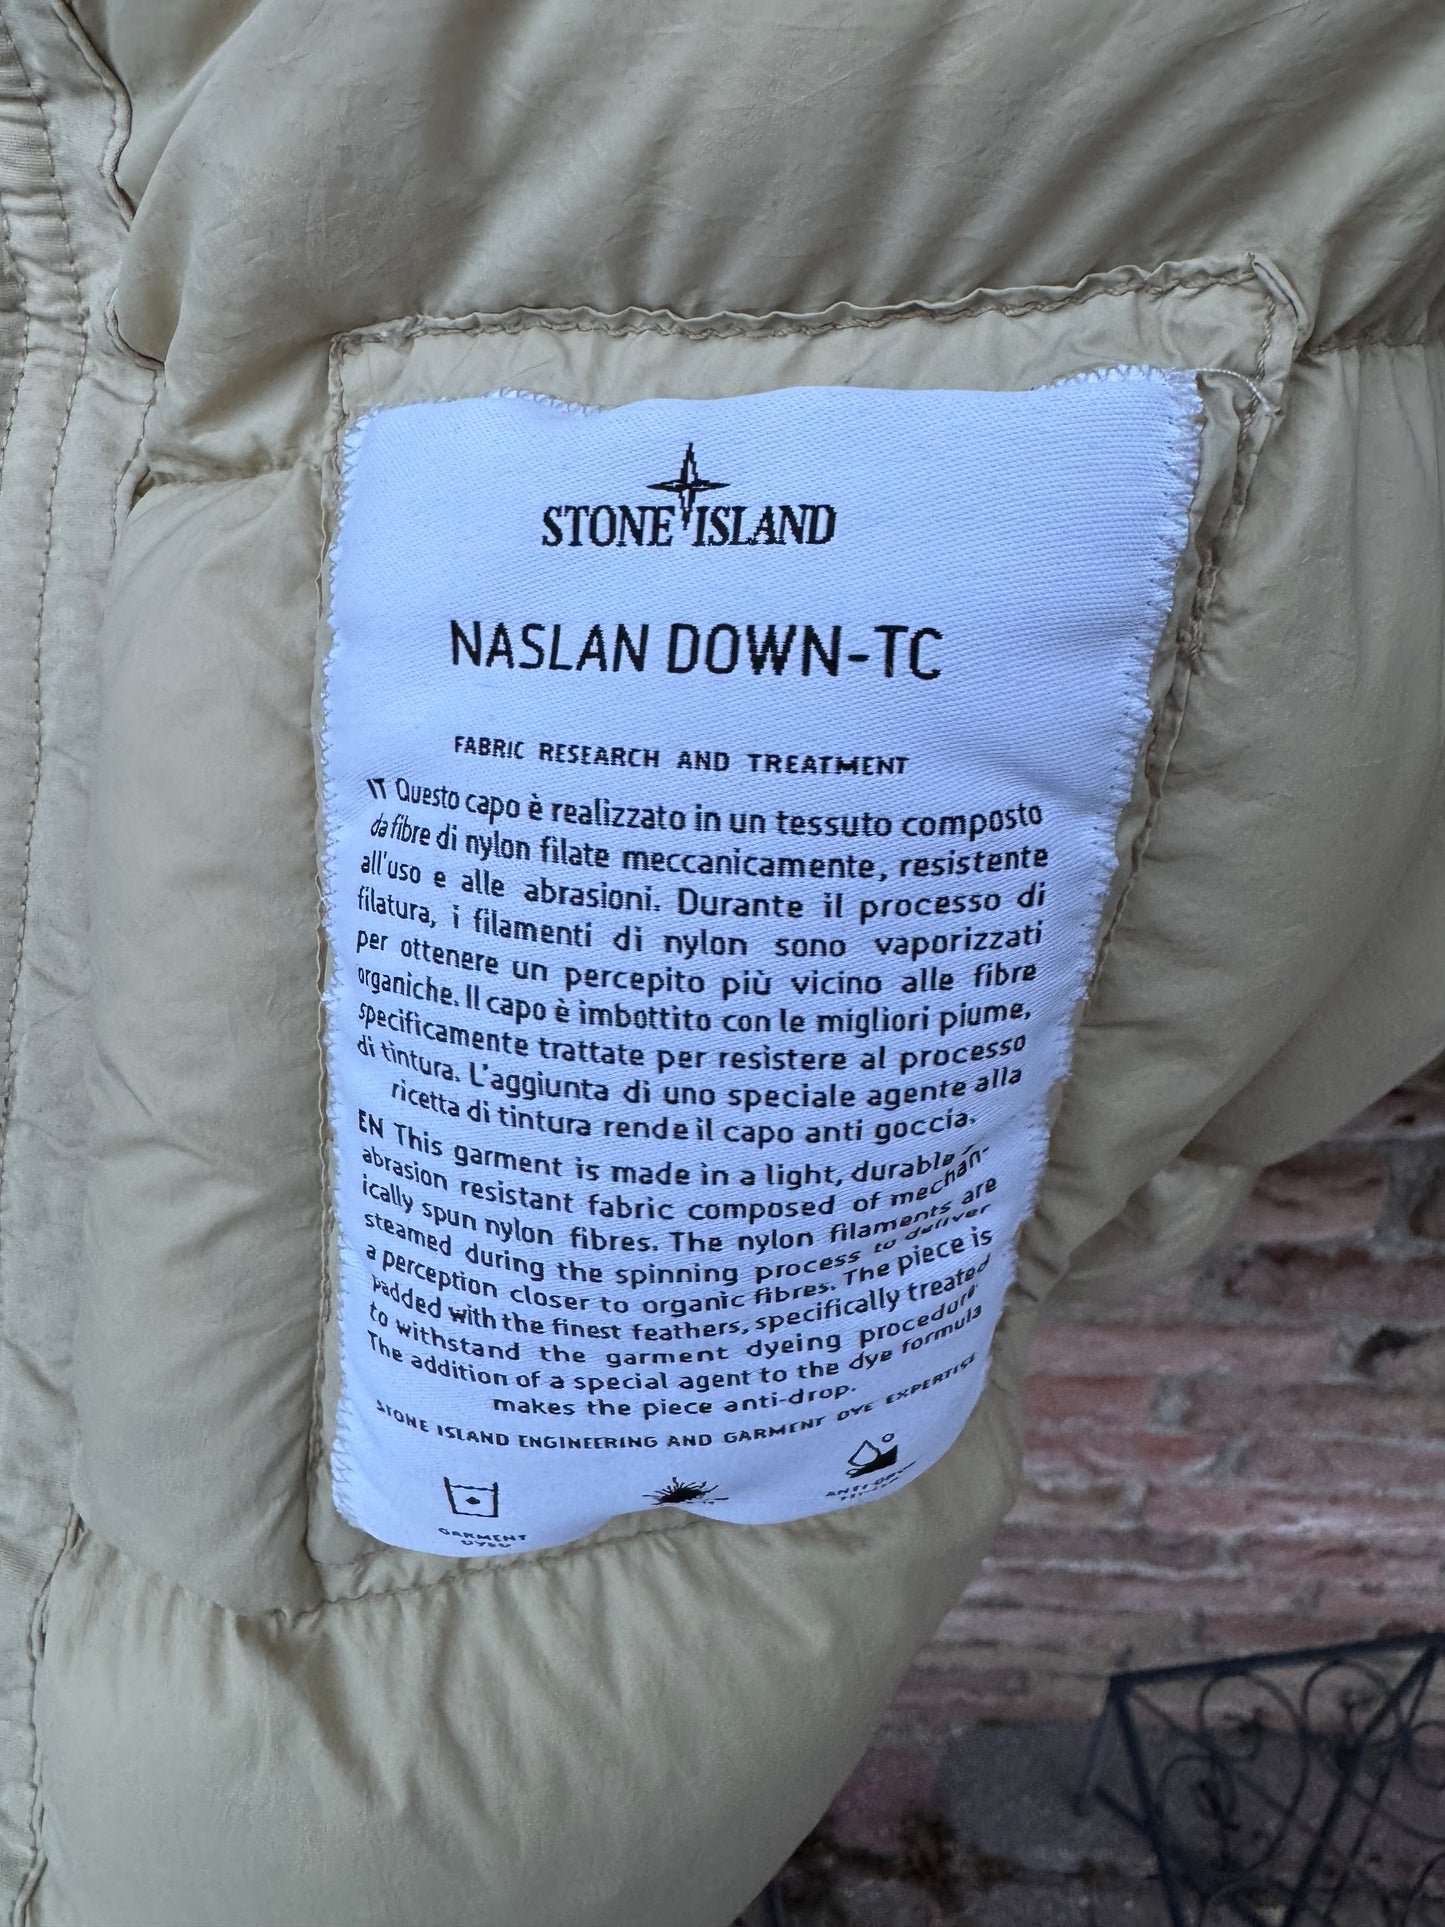 STONE ISLAND
NASLAN DOWN-TC
FABRIC RESEARCH AND TREATMENT
IT Questo capo è realizzato in un tessuto composto
da fibre di nylon filate meccanicamente, resistente
all'uso e alle abrasioni. Durante il processo di
filatura, i filamenti di nylon sono vaporizzati
per ottenere un percepito più vicino alle fibre
organiche. Il capo è imbottito con le migliori piume,
specificamente trattate per resistere al processo
di tintura. L'aggiunta di uno speciale agente alla
ricetta di tintura rende il capo anti goccia.
EN This garment is made in a light, durable,
abrasion resistant fabric composed of mechan-
ically spun nylon fibres. The nylon filaments are
steamed during the spinning process to deliver
a perception closer to organic fibres. The piece is
padded with the finest feathers, specifically treated
to withstand the garment dyeing procedure.
The addition of a special agent to the dye formula
makes the piece anti-drop.
STONE ISLAND ENGINEERING AND GARMENT DYE EXPERTISE
GARMENT
DYED
ANTI-DROP